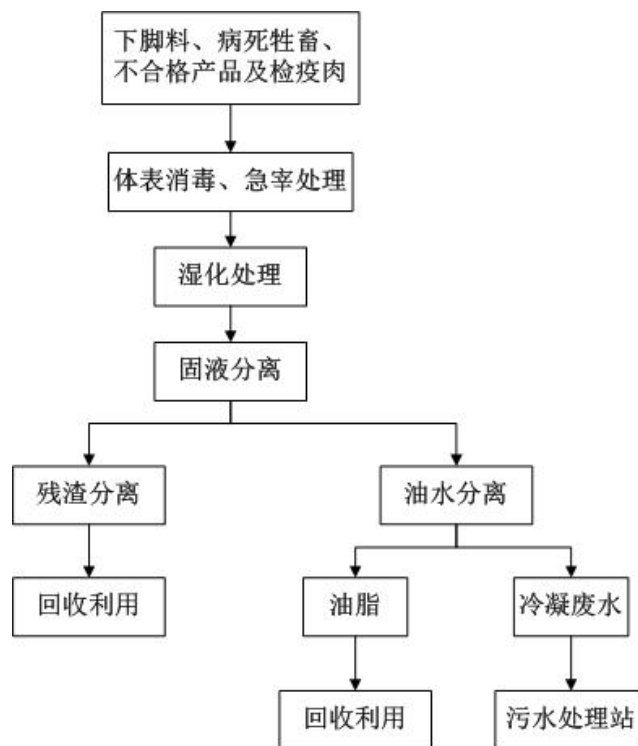 下脚料、病死牲畜、
不合格产品及检疫肉
体表消毒、急宰处理
湿化处理
固液分离
残渣分离
油水分离
回收利用
油脂
冷凝废水
回收利用
污水处理站